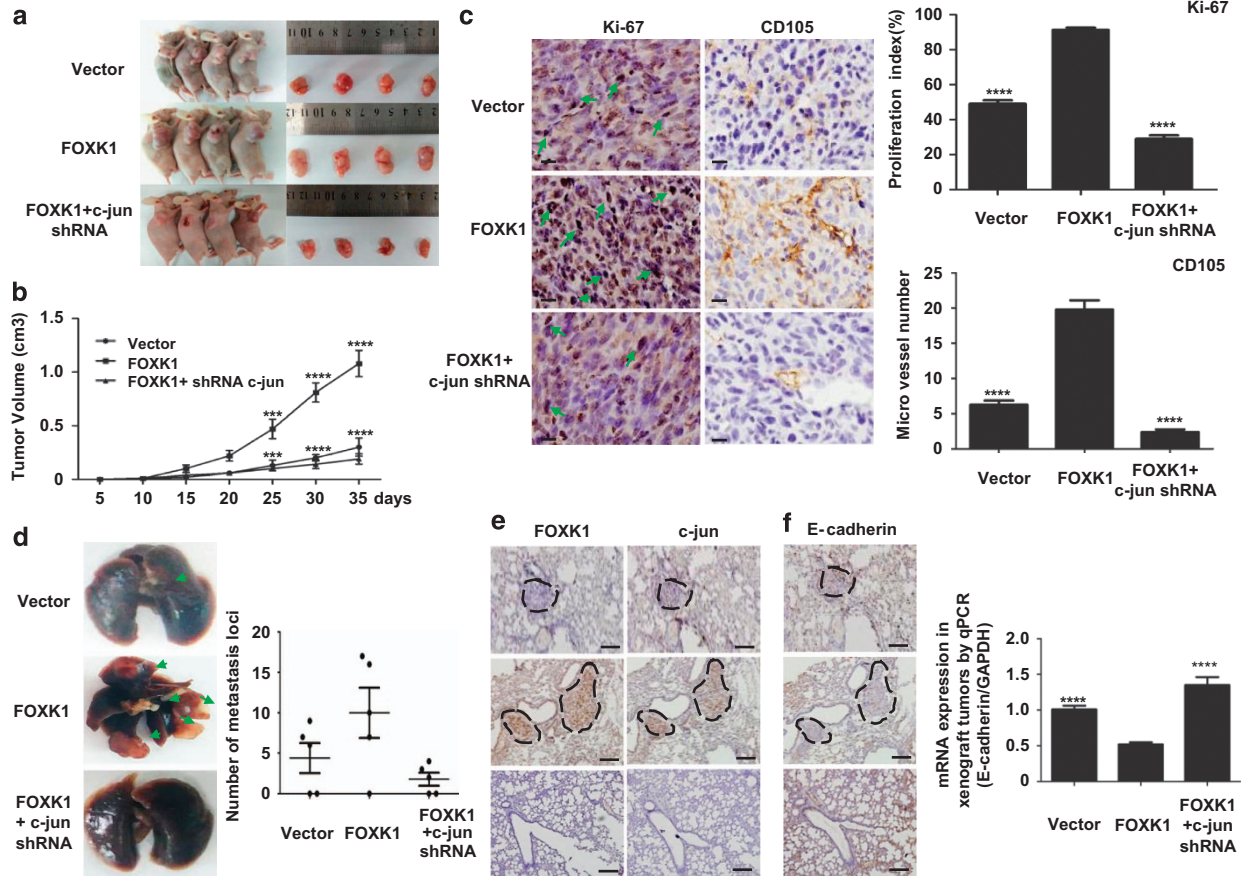 a
Vector
FOXK1
FOXK1+c-jun
shRNA
b
Tumor Volume (cm3)
1.5
1.0
0.5
0
Vector
FOXK1
FOXK1+ shRNA c-jun
***
****
****
***
****
****
5 10 15 20 25 30 35 days
c
Ki-67
CD105
Vector
FOXK1
FOXK1+
c-jun shRNA
Ki-67
Proliferation index(%)
100
80
60
40
20
0
****
****
Vector
FOXK1
FOXK1+
c-jun shRNA
CD105
Micro vessel number
25
20
15
10
5
0
****
****
Vector
FOXK1
FOXK1+
c-jun shRNA
d
Vector
FOXK1
FOXK1
+ c-jun
shRNA
Number of metastasis loci
20
15
10
5
0
Vector
FOXK1
FOXK1
+c-jun
shRNA
e
FOXK1
c-jun
f
E-cadherin
mRNA expression in
xenograft tumors by qPCR
(E-cadherin/GAPDH)
2.0
1.5
1.0
0.5
0
****
****
Vector
FOXK1
FOXK1
+c-jun
shRNA